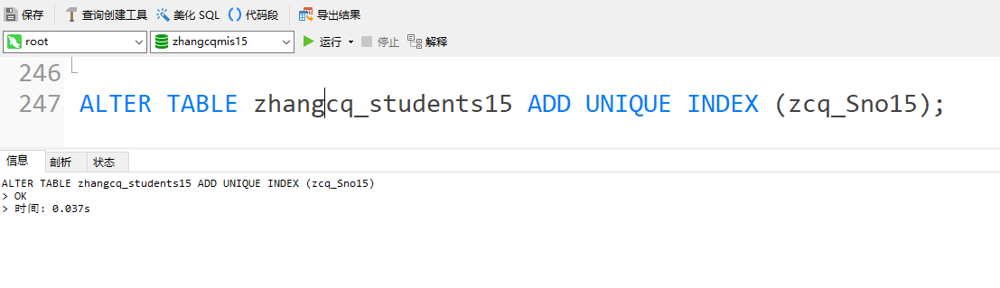 保存 查询创建工具 美化 SQL () 代码段 导出结果
root zhangcqmis15 运行 停止 解释
246
247 ALTER TABLE zhangcq_students15 ADD UNIQUE INDEX (zcq_Sno15);
信息 剖析 状态
ALTER TABLE zhangcq_students15 ADD UNIQUE INDEX (zcq_Sno15)
> OK
> 时间: 0.037s